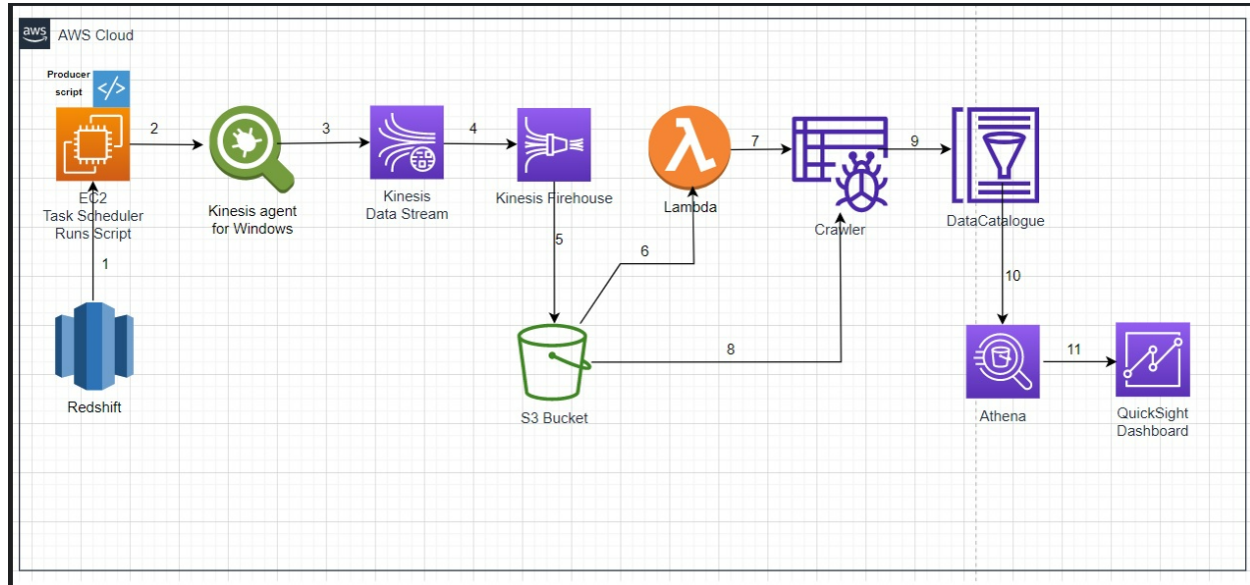 aws
AWS Cloud
Producer
script
</>
EC2
Task Scheduler
Runs Script
1
Redshift
2
Kinesis agent
for Windows
3
Kinesis
Data Stream
4
Kinesis Firehouse
5
S3 Bucket
6
Lambda
7
8
Crawler
9
DataCatalogue
10
Athena
11
QuickSight
Dashboard